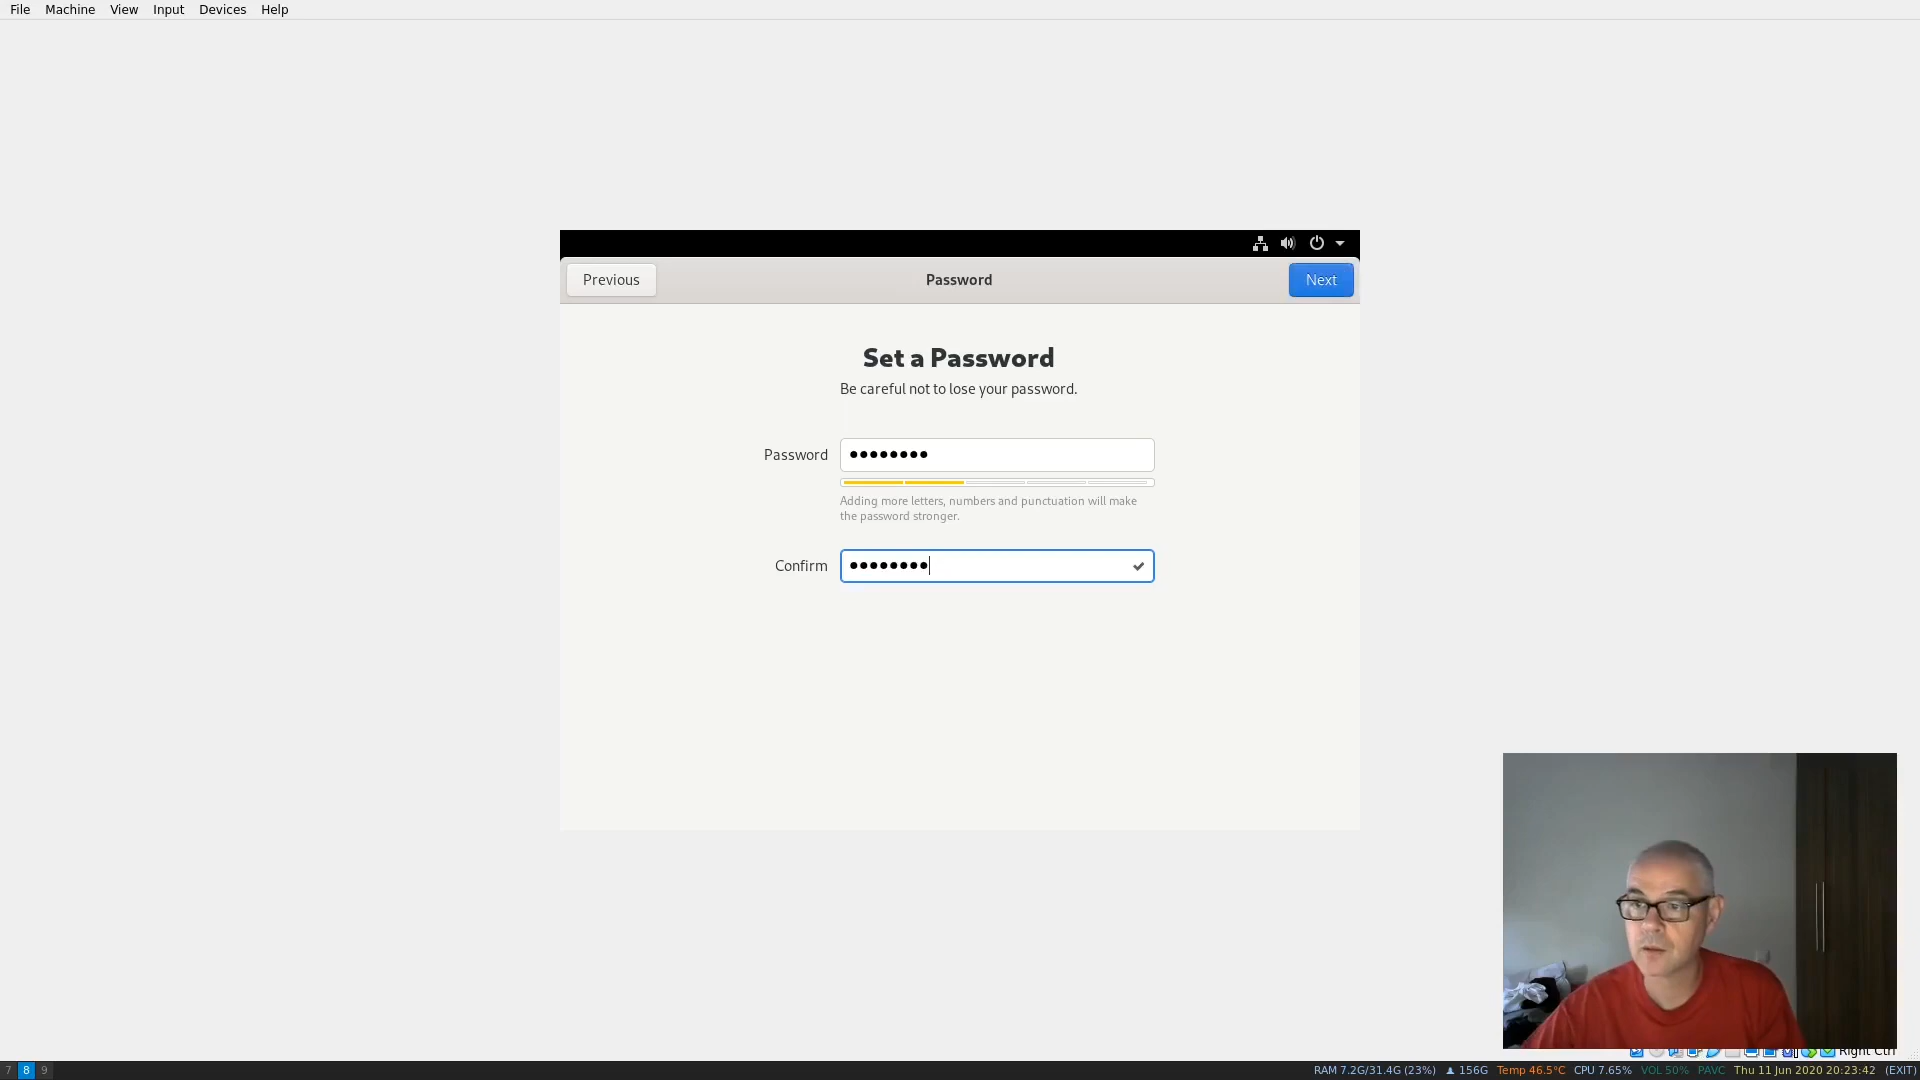 File Machine View Input Devices Help
Previous Password Next
Set a Password
Be careful not to lose your password.
Password ●●●●●●●●
Adding more letters, numbers and punctuation will make
the password stronger.
Confirm ●●●●●●●●
Right Ctrl
7 8 9 RAM 7.2G/31.4G (23%) 156G Temp 46.5°C CPU 7.65% VOL 50% PAVC Thu 11 Jun 2020 20:23:42 (EXIT)